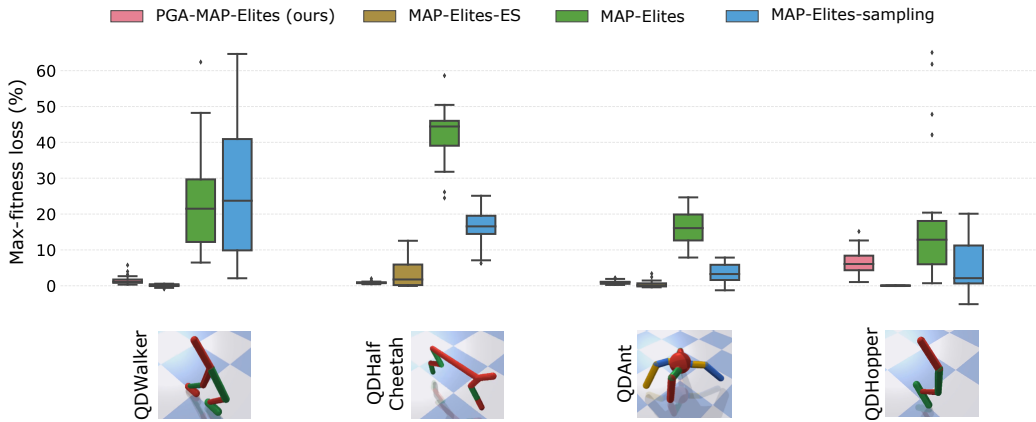 PGA-MAP-Elites (ours) MAP-Elites-ES MAP-Elites MAP-Elites-sampling
Max-fitness loss (%)
60
50
40
30
20
10
0
QDWalker
QDHalf
Cheetah
QDAnt
QDHopper